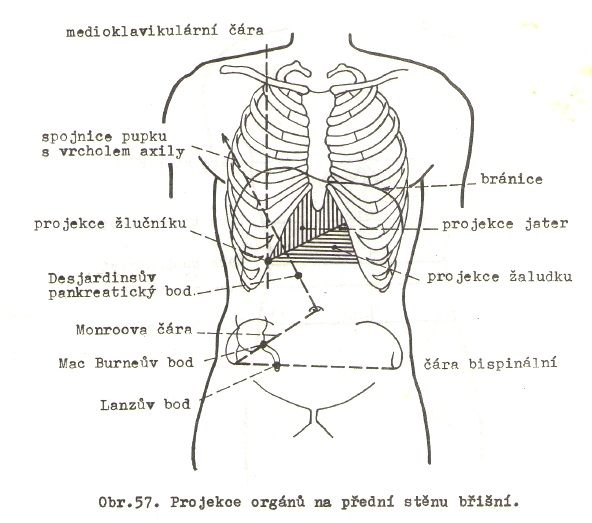 medioklavikulární čára
spojnice pupku
s vrcholem axily
bránice
projekce žlučníku
projekce jater
Desjardinsův
pankreatický bod
projekce žaludku
Monroova čára
Mac Burneův bod
čára bispinální
Lanzův bod
Obr.57. Projekce orgánů na přední stěnu břišní.